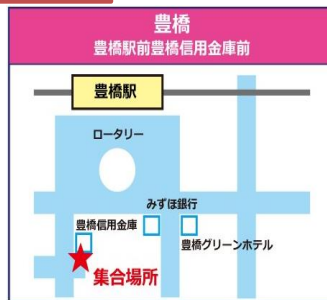 豊橋
豊橋駅前豊橋信用金庫前
豊橋駅
ロータリー
みずほ銀行
豊橋信用金庫
豊橋グリーンホテル
集合場所